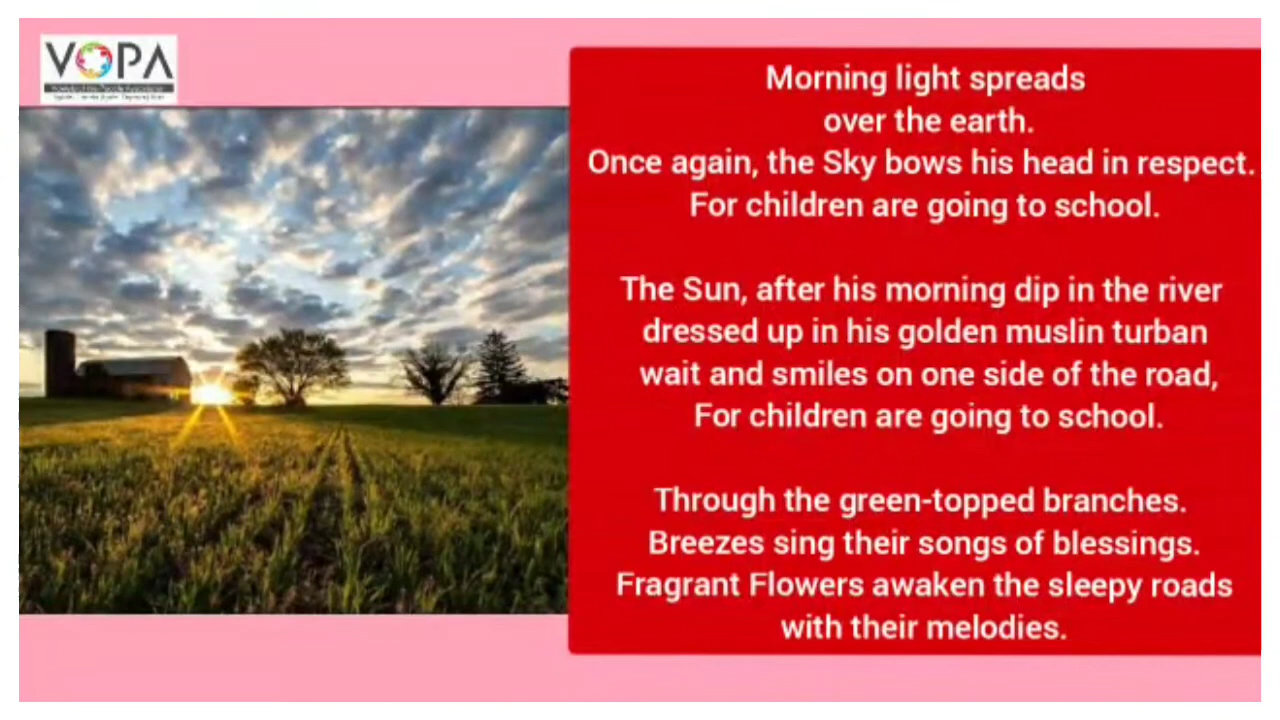 VOPA
Morning light spreads
over the earth.
Once again, the Sky bows his head in respect.
For children are going to school.
The Sun, after his morning dip in the river
dressed up in his golden muslin turban
wait and smiles on one side of the road,
For children are going to school.
Through the green-topped branches.
Breezes sing their songs of blessings.
Fragrant Flowers awaken the sleepy roads
with their melodies.